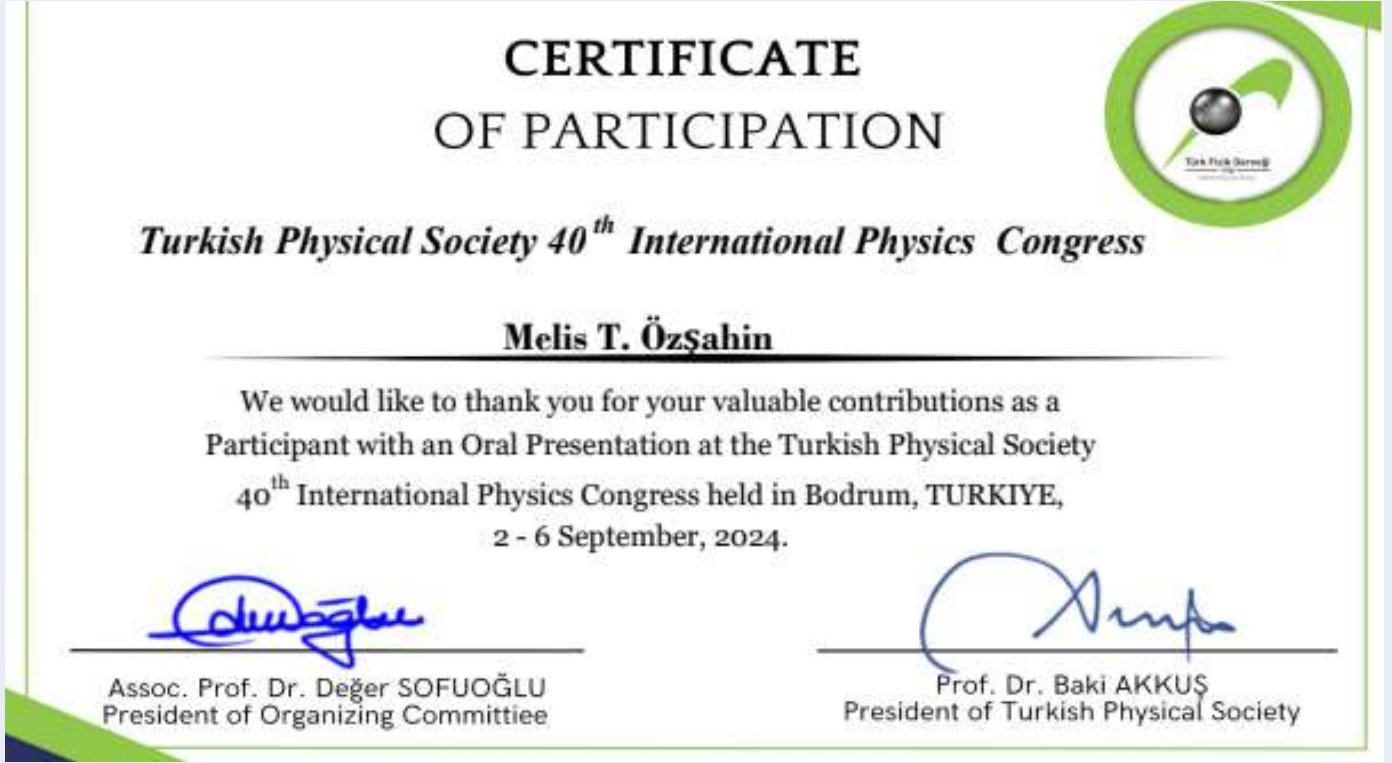 CERTIFICATE
OF PARTICIPATION
Türk Fizik Derneği
Turkish Physical Society 40th International Physics Congress
Melis T. Özşahin
We would like to thank you for your valuable contributions as a
Participant with an Oral Presentation at the Turkish Physical Society
40th International Physics Congress held in Bodrum, TURKIYE,
2 - 6 September, 2024.
Assoc. Prof. Dr. Değer SOFUOĞLU
President of Organizing Committiee
Prof. Dr. Baki AKKUŞ
President of Turkish Physical Society